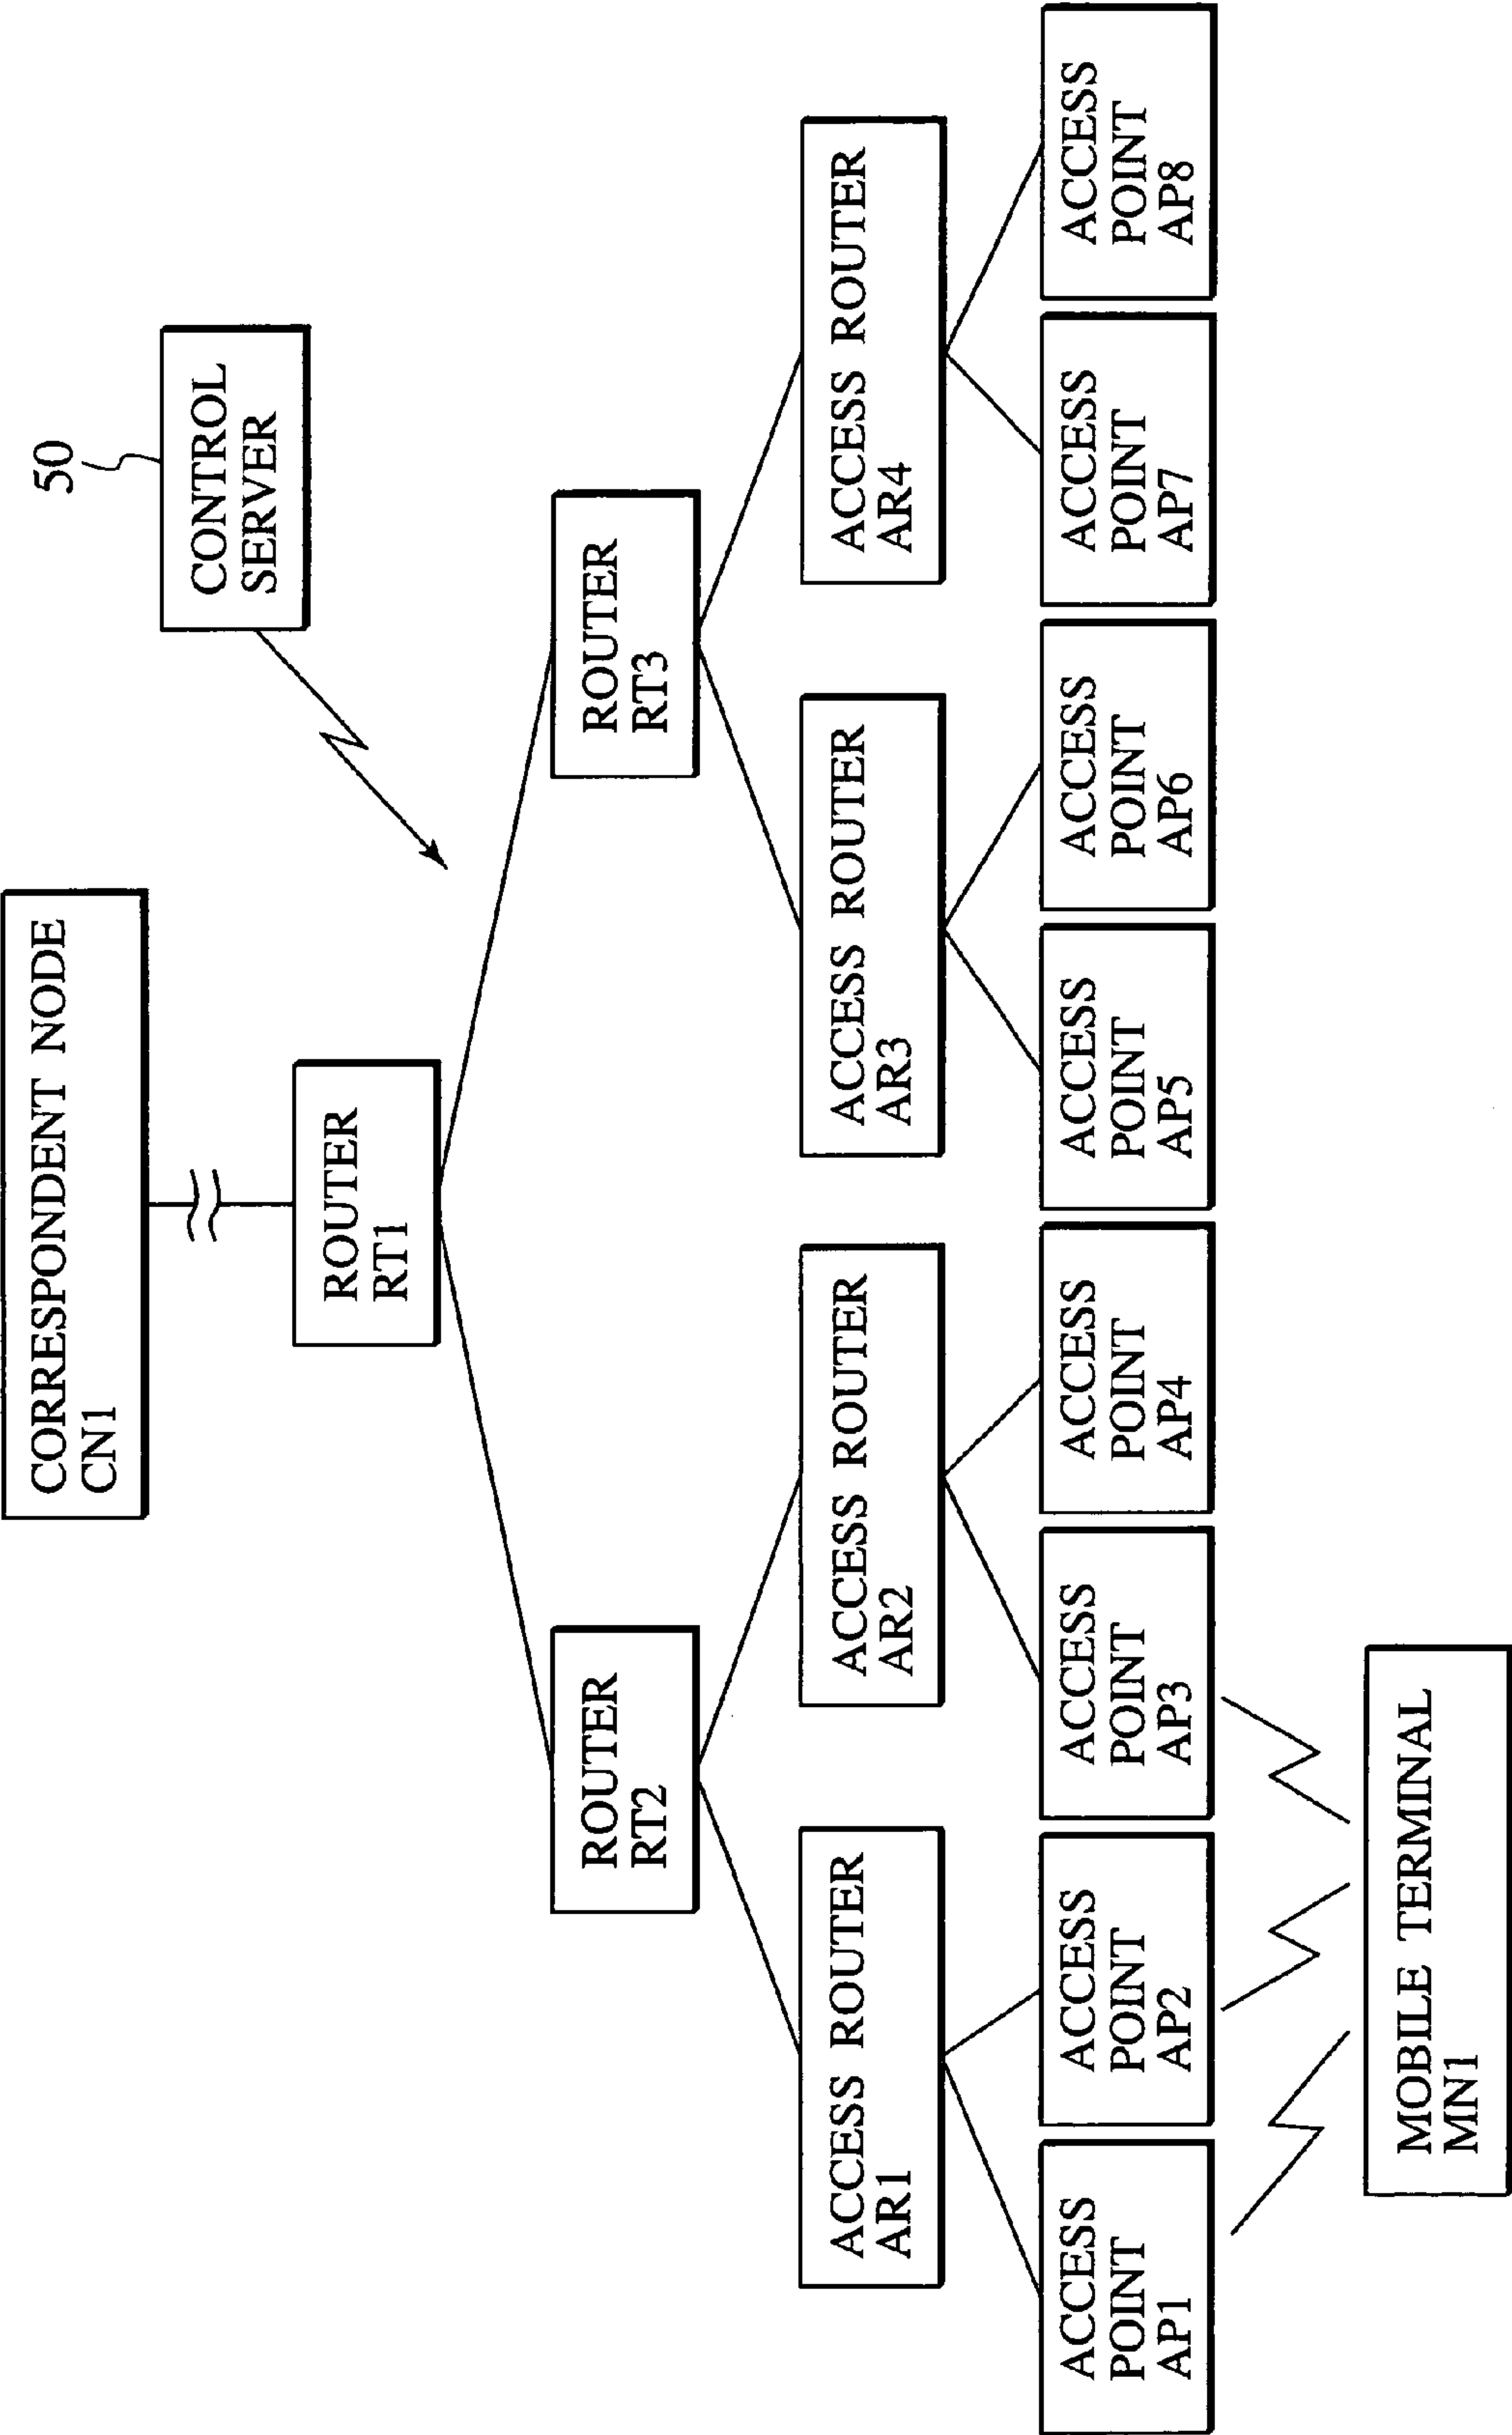 CORRESPONDENT NODE
CN1
50
CONTROL
SERVER
ROUTER
RT1
ROUTER
RT2
ROUTER
RT3
ACCESS ROUTER
AR1
ACCESS ROUTER
AR2
ACCESS ROUTER
AR3
ACCESS ROUTER
AR4
ACCESS
POINT
AP1
ACCESS
POINT
AP2
ACCESS
POINT
AP3
ACCESS
POINT
AP4
ACCESS
POINT
AP5
ACCESS
POINT
AP6
ACCESS
POINT
AP7
ACCESS
POINT
AP8
MOBILE TERMINAL
MN1